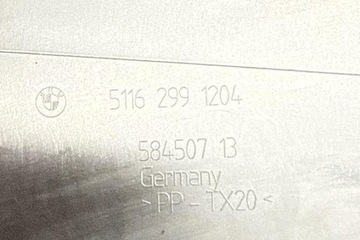 5116 299 1204
584507 13
Germany
>PP-TX20<